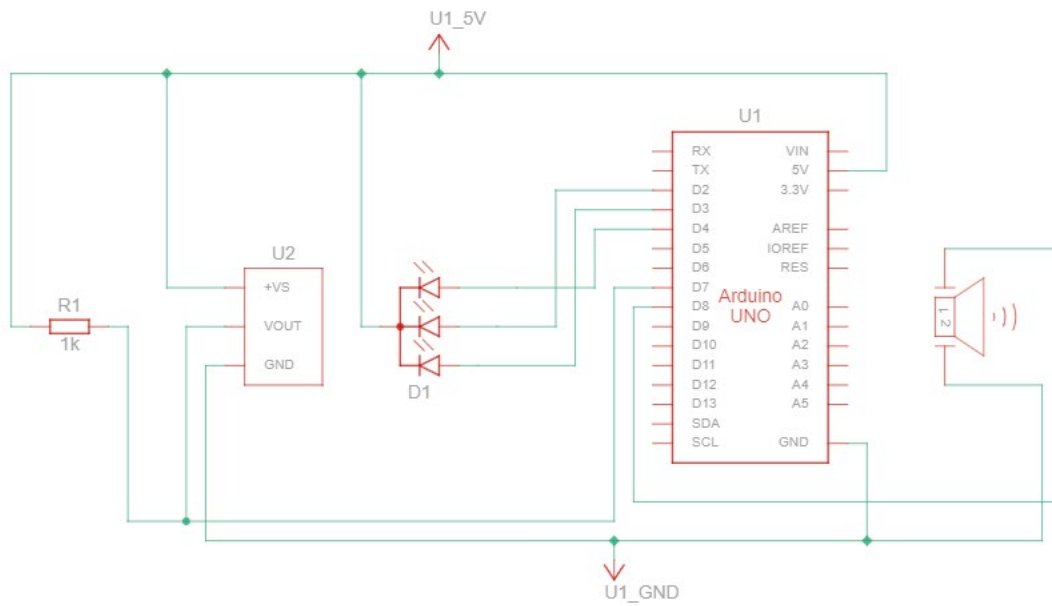 U1_5V
U1
RX VIN
TX 5V
D2 3.3V
D3
D4 AREF
D5 IOREF
D6 RES
D7
Arduino
UNO
D8 A0
D9 A1
D10 A2
D11 A3
D12 A4
D13 A5
SDA
SCL GND
U2
+VS
VOUT
GND
R1
1k
D1
1 2
U1_GND